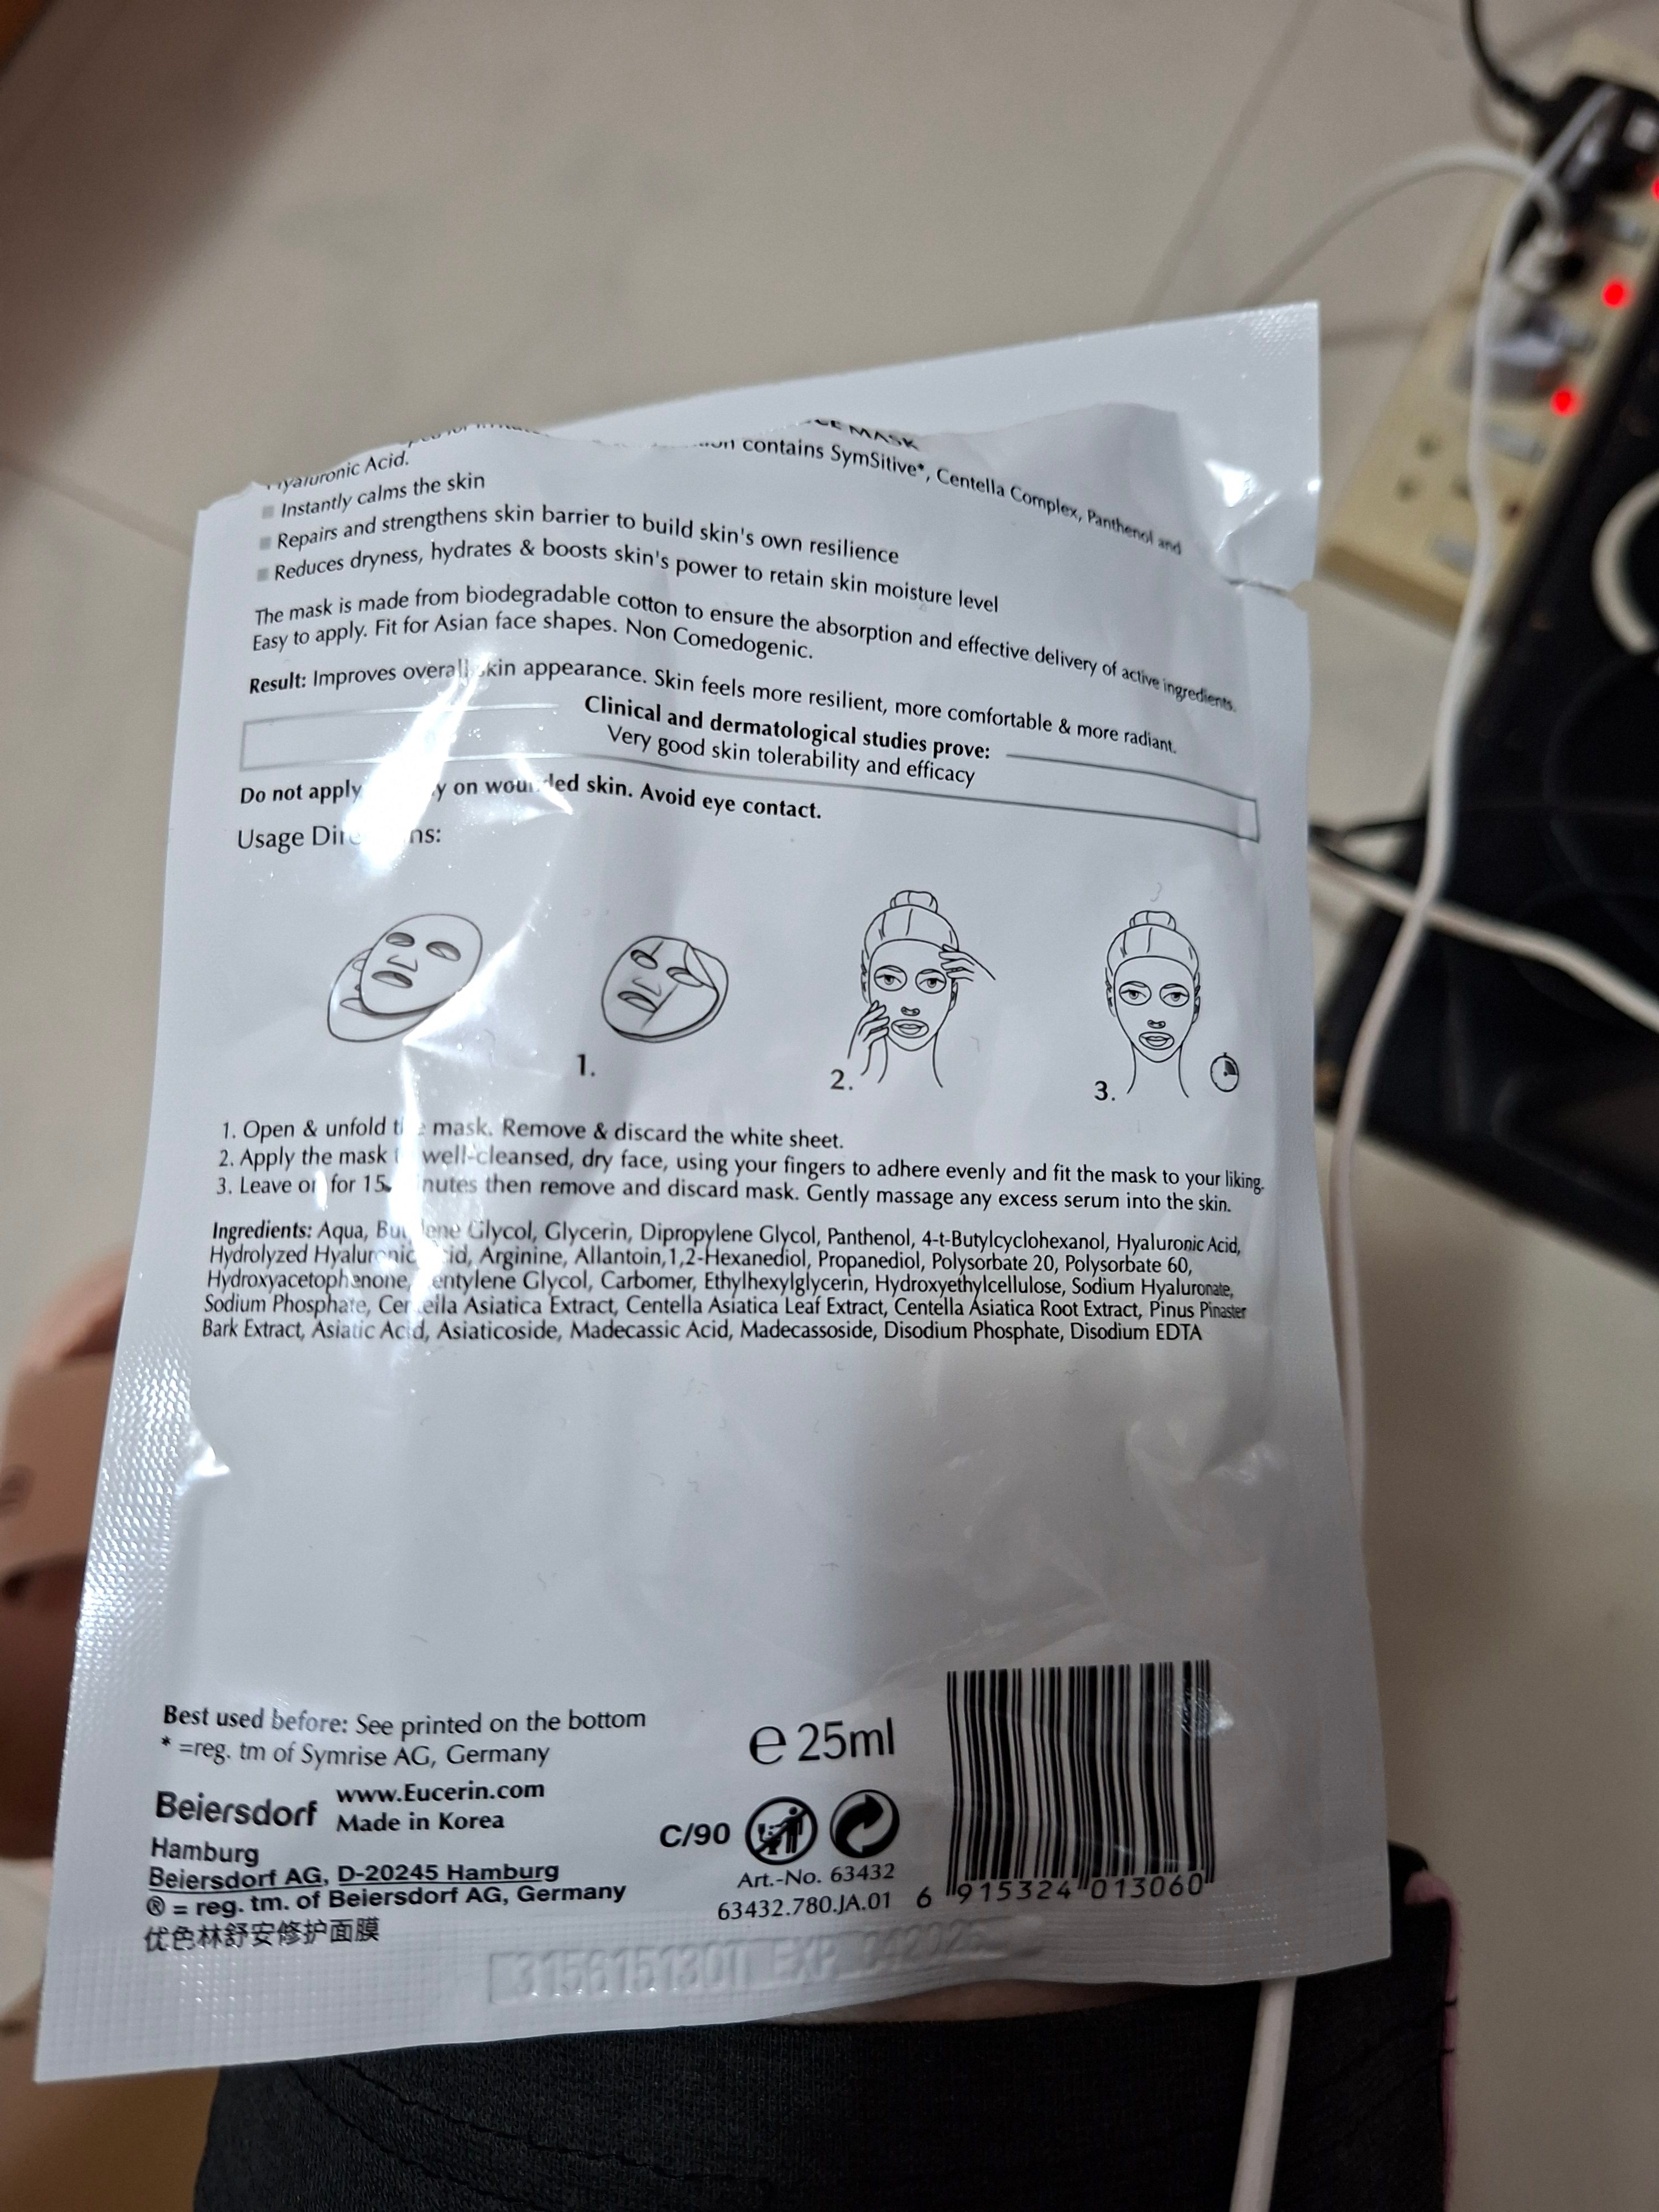 CE MASK
contains SymSitive*, Centella Complex, Panthenol and
Hyaluronic Acid.
Instantly calms the skin
Repairs and strengthens skin barrier to build skin's own resilience
Reduces dryness, hydrates & boosts skin's power to retain skin moisture level
The mask is made from biodegradable cotton to ensure the absorption and effective delivery of active ingredients.
Easy to apply. Fit for Asian face shapes. Non Comedogenic.
Result: Improves overall skin appearance. Skin feels more resilient, more comfortable & more radiant.
Clinical and dermatological studies prove:
Very good skin tolerability and efficacy
Do not apply on wounded skin. Avoid eye contact.
Usage Directions:
1.
2.
3.
1. Open & unfold the mask. Remove & discard the white sheet.
2. Apply the mask to well-cleansed, dry face, using your fingers to adhere evenly and fit the mask to your liking.
3. Leave on for 15 minutes then remove and discard mask. Gently massage any excess serum into the skin.
Ingredients: Aqua, Butylene Glycol, Glycerin, Dipropylene Glycol, Panthenol, 4-t-Butylcyclohexanol, Hyaluronic Acid,
Hydrolyzed Hyaluronic Acid, Arginine, Allantoin,1,2-Hexanediol, Propanediol, Polysorbate 20, Polysorbate 60,
Hydroxyacetophenone, Pentylene Glycol, Carbomer, Ethylhexylglycerin, Hydroxyethylcellulose, Sodium Hyaluronate,
Sodium Phosphate, Centella Asiatica Extract, Centella Asiatica Leaf Extract, Centella Asiatica Root Extract, Pinus Pinaster
Bark Extract, Asiatic Acid, Asiaticoside, Madecassic Acid, Madecassoside, Disodium Phosphate, Disodium EDTA
Best used before: See printed on the bottom
* =reg. tm of Symrise AG, Germany
Beiersdorf
www.Eucerin.com
Made in Korea
Hamburg
Beiersdorf AG, D-20245 Hamburg
® = reg. tm. of Beiersdorf AG, Germany
优色林舒安修护面膜
e 25ml
C/90
Art.-No. 63432
63432.780.JA.01
6 915324 013060
EXP